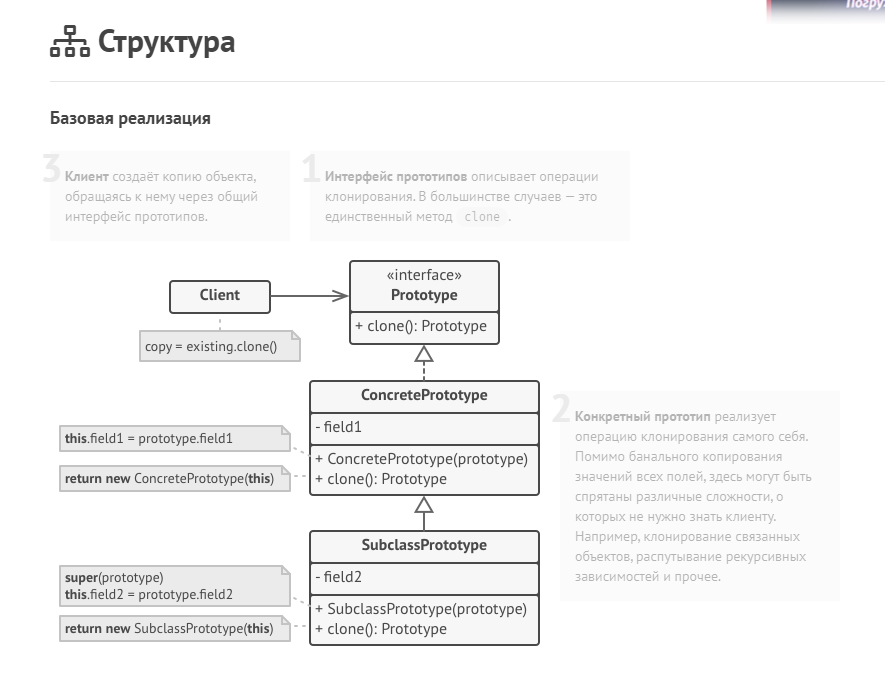 Структура
Базовая реализация
3
Клиент создаёт копию объекта,
обращаясь к нему через общий
интерфейс прототипов.
1
Интерфейс прототипов описывает операции
клонирования. В большинстве случаев — это
единственный метод clone .
Client
copy = existing.clone()
«interface»
Prototype
+ clone(): Prototype
ConcretePrototype
- field1
+ ConcretePrototype(prototype)
+ clone(): Prototype
this.field1 = prototype.field1
return new ConcretePrototype(this)
2
Конкретный прототип реализует
операцию клонирования самого себя.
Помимо банального копирования
значений всех полей, здесь могут быть
спрятаны различные сложности, о
которых не нужно знать клиенту.
Например, клонирование связанных
объектов, распутывание рекурсивных
зависимостей и прочее.
SubclassPrototype
- field2
+ SubclassPrototype(prototype)
+ clone(): Prototype
super(prototype)
this.field2 = prototype.field2
return new SubclassPrototype(this)